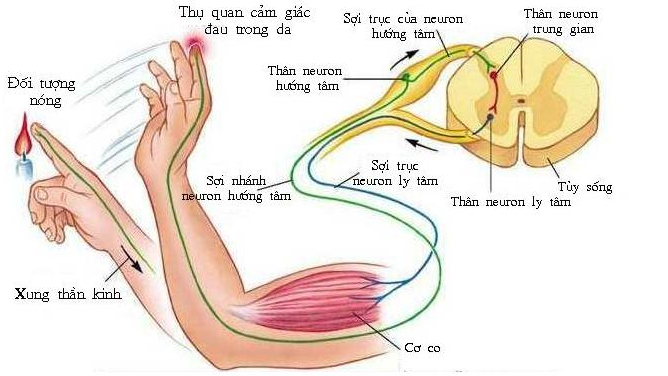 Thụ quan cảm giác
đau trong da
Sợi trục của neuron
hướng tâm
Thân neuron
trung gian
Đối tượng
nóng
Thân neuron
hướng tâm
Sợi nhánh
neuron hướng tâm
Sợi trục
neuron ly tâm
Thân neuron ly tâm
Tủy sống
Xung thần kinh
Cơ co